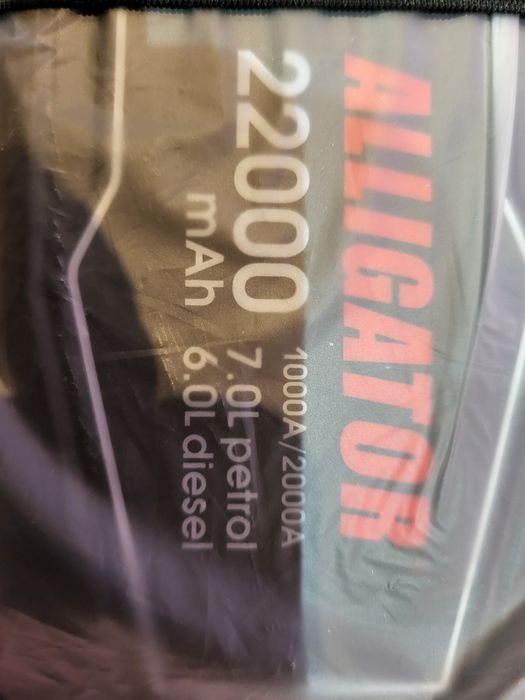 ALLIGATOR
22000
mAh
1000A/2000A
7.0L petrol
6.0L diesel